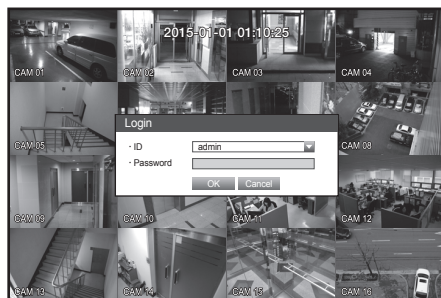 2015-01-01 01:10:25
CAM 01
CAM 02
CAM 03
CAM 04
CAM 05
Login
· ID
admin
CAM 08
· Password
OK
Cancel
CAM 09
CAM 10
CAM 11
CAM 12
CAM 13
CAM 14
CAM 15
CAM 16